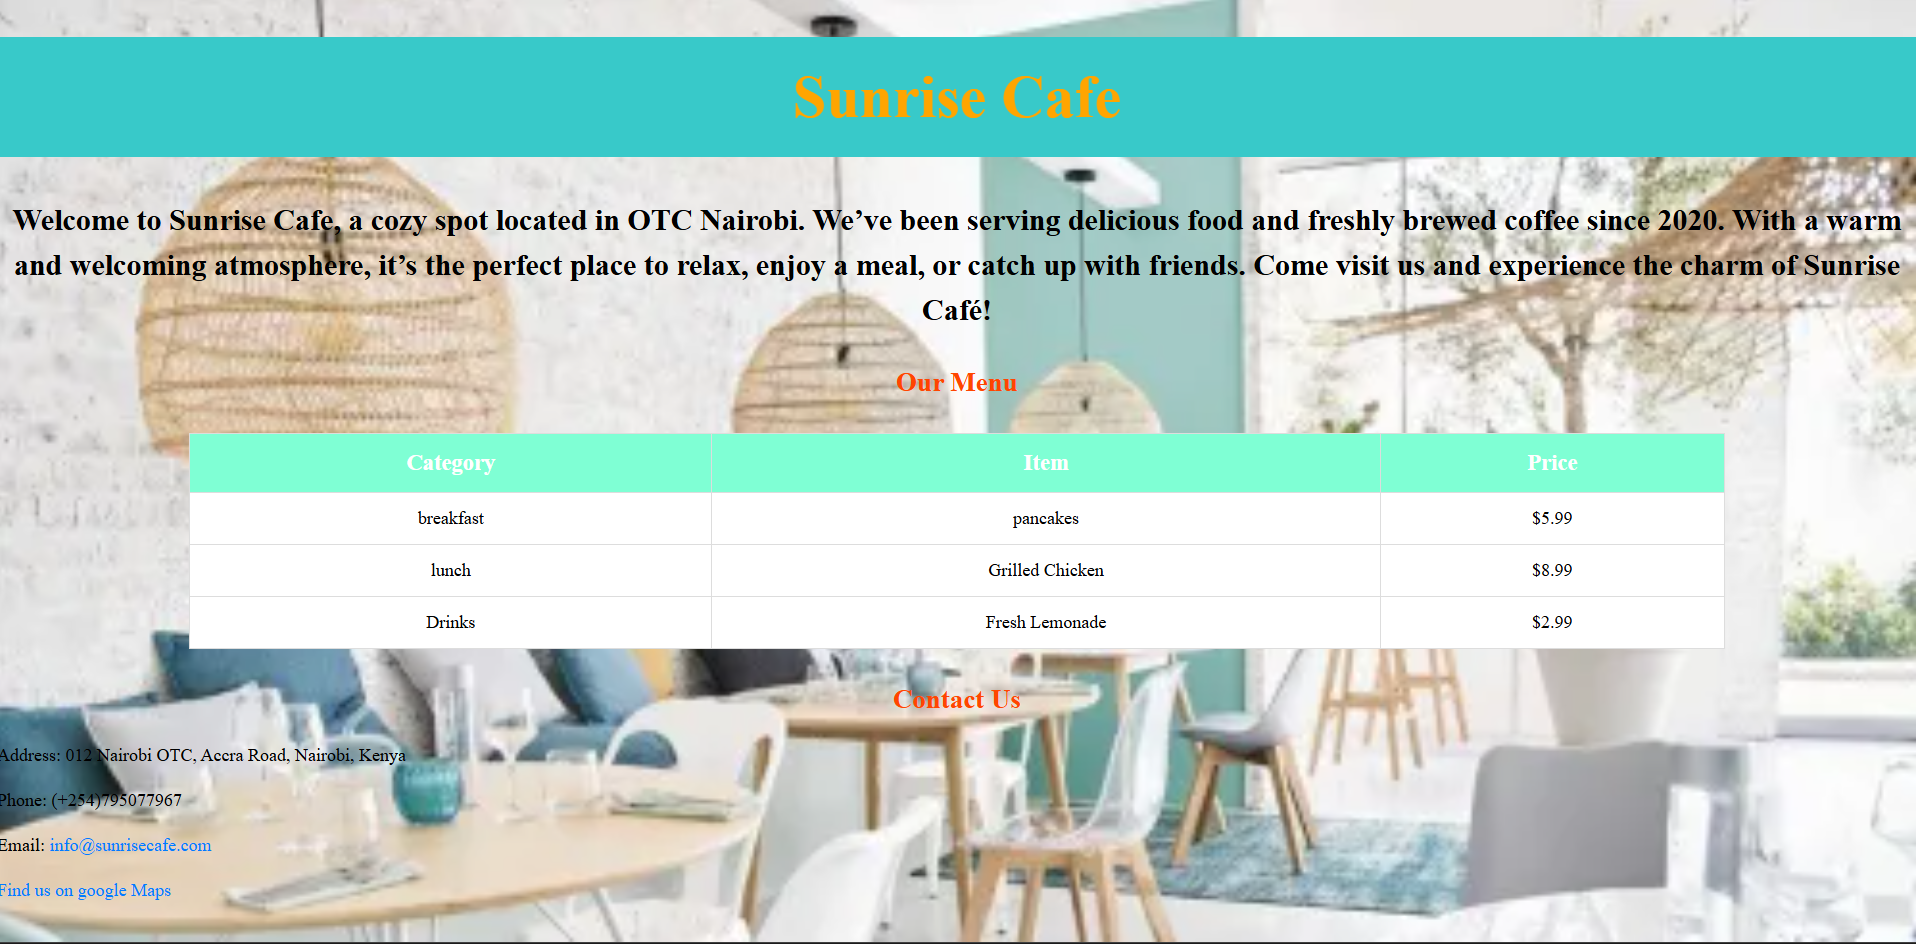 Sunrise Cafe
Welcome to Sunrise Cafe, a cozy spot located in OTC Nairobi. We’ve been serving delicious food and freshly brewed coffee since 2020. With a warm
and welcoming atmosphere, it’s the perfect place to relax, enjoy a meal, or catch up with friends. Come visit us and experience the charm of Sunrise
Café!
Our Menu
Category Item Price
breakfast pancakes $5.99
lunch Grilled Chicken $8.99
Drinks Fresh Lemonade $2.99
Contact Us
Address: 012 Nairobi OTC, Accra Road, Nairobi, Kenya
Phone: (+254)795077967
Email: info@sunrisecafe.com
Find us on google Maps